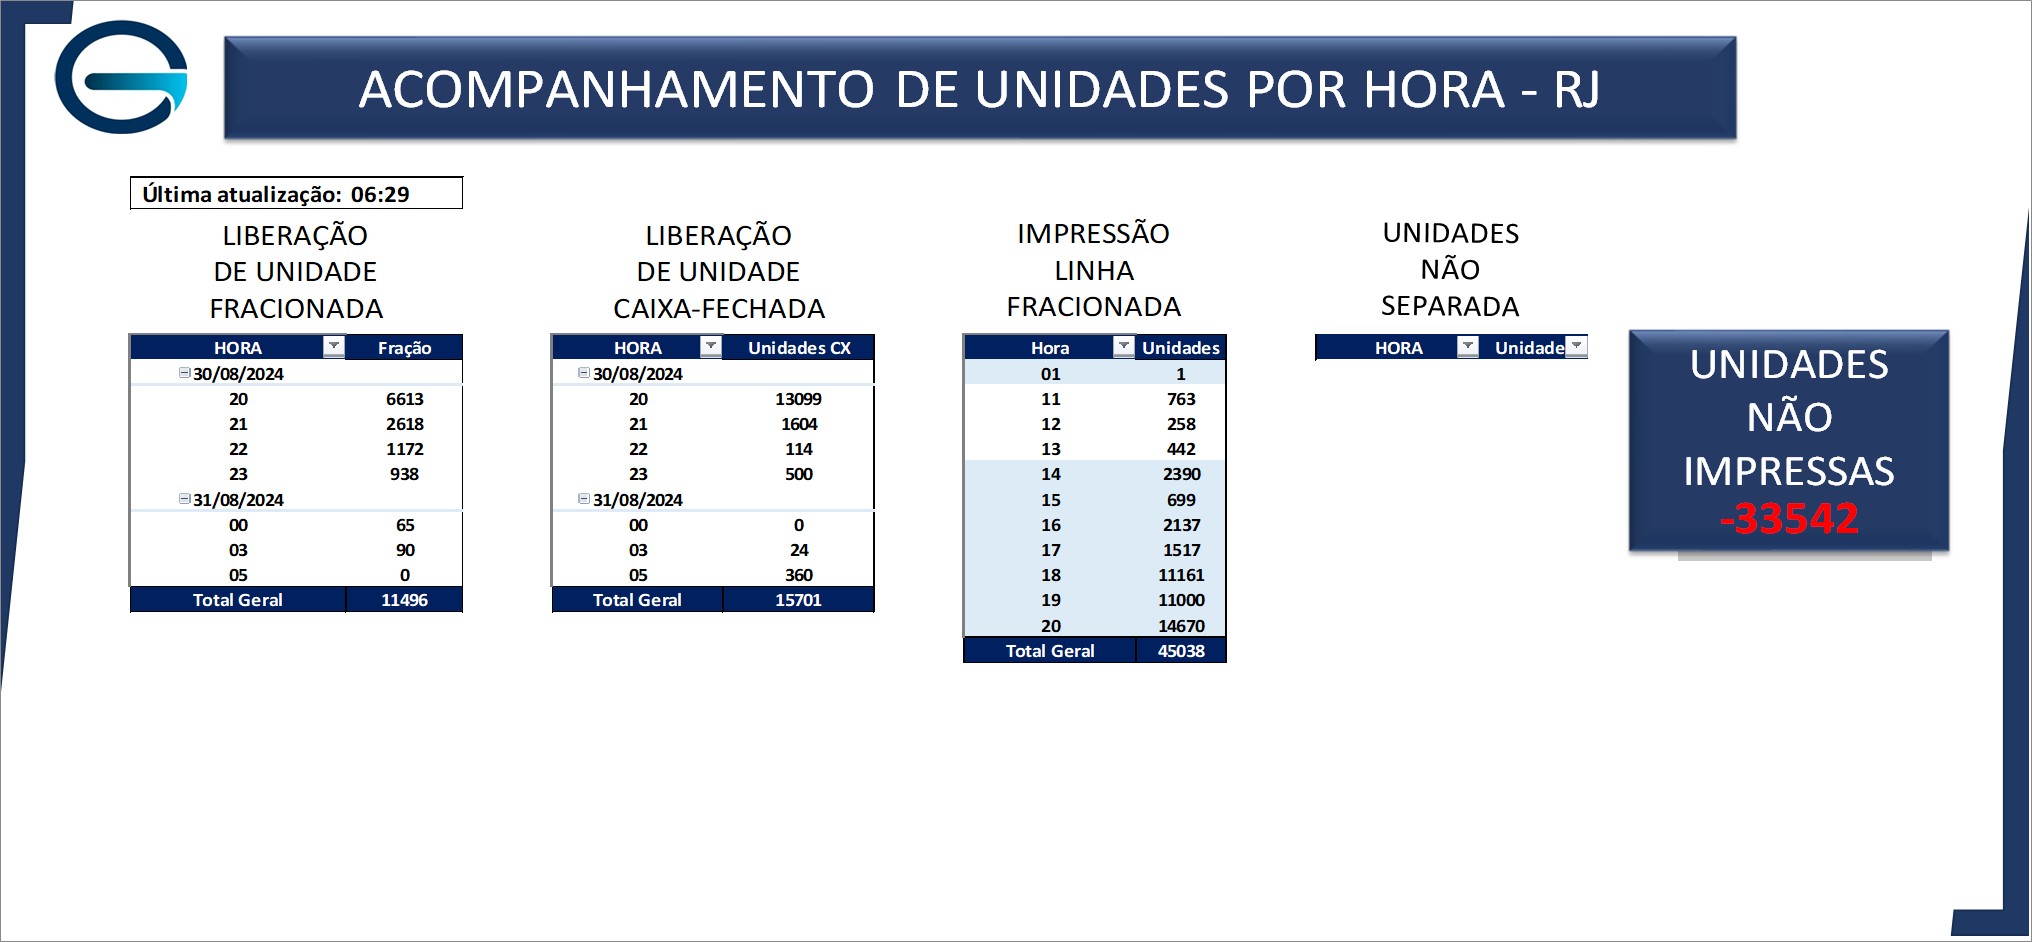 ACOMPANHAMENTO DE UNIDADES POR HORA - RJ
Última atualização: 06:29
LIBERAÇÃO
DE UNIDADE
FRACIONADA
HORA Fração
30/08/2024
20 6613
21 2618
22 1172
23 938
31/08/2024
00 65
03 90
05 0
Total Geral 11496
LIBERAÇÃO
DE UNIDADE
CAIXA-FECHADA
HORA Unidades CX
30/08/2024
20 13099
21 1604
22 114
23 500
31/08/2024
00 0
03 24
05 360
Total Geral 15701
IMPRESSÃO
LINHA
FRACIONADA
Hora Unidades
01 1
11 763
12 258
13 442
14 2390
15 699
16 2137
17 1517
18 11161
19 11000
20 14670
Total Geral 45038
UNIDADES
NÃO
SEPARADA
HORA Unidade
UNIDADES
NÃO
IMPRESSAS
-33542